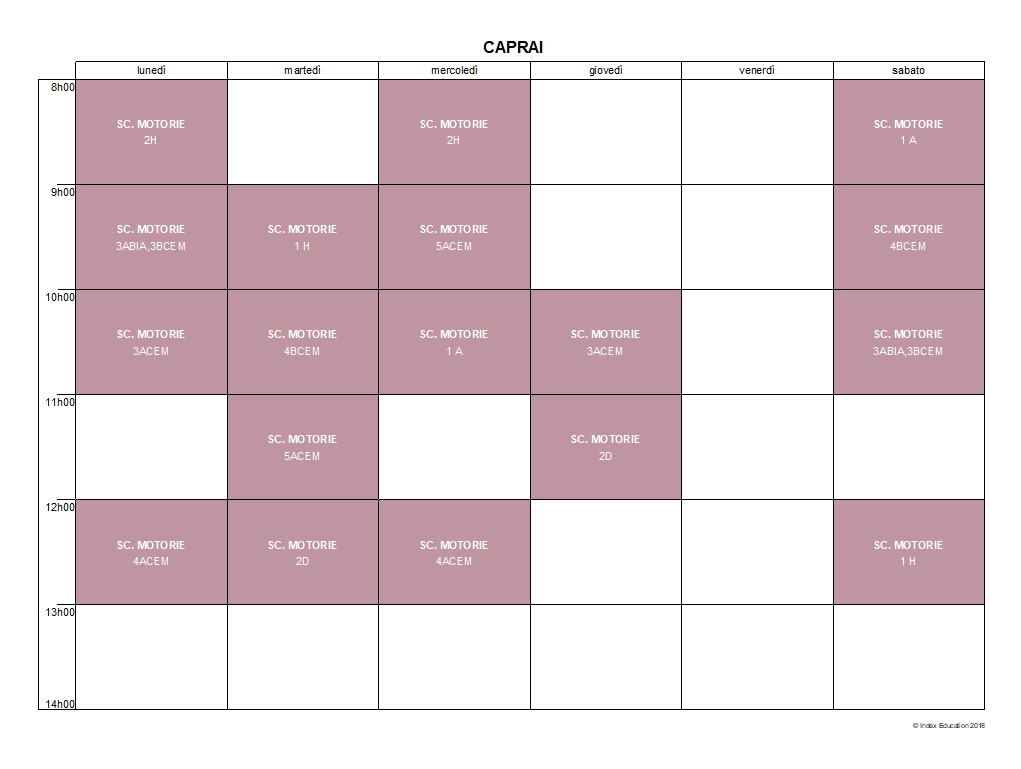 CAPRAI
lunedì martedì mercoledì giovedì venerdì sabato
8h00
SC. MOTORIE SC. MOTORIE SC. MOTORIE
2H 2H 1 A
9h00
SC. MOTORIE SC. MOTORIE SC. MOTORIE SC. MOTORIE
3ABIA,3BCEM 1 H 5ACEM 4BCEM
10h00
SC. MOTORIE SC. MOTORIE SC. MOTORIE SC. MOTORIE SC. MOTORIE
3ACEM 4BCEM 1 A 3ACEM 3ABIA,3BCEM
11h00
SC. MOTORIE SC. MOTORIE
5ACEM 2D
12h00
SC. MOTORIE SC. MOTORIE SC. MOTORIE SC. MOTORIE
4ACEM 2D 4ACEM 1 H
13h00
14h00
© Index Education 2018